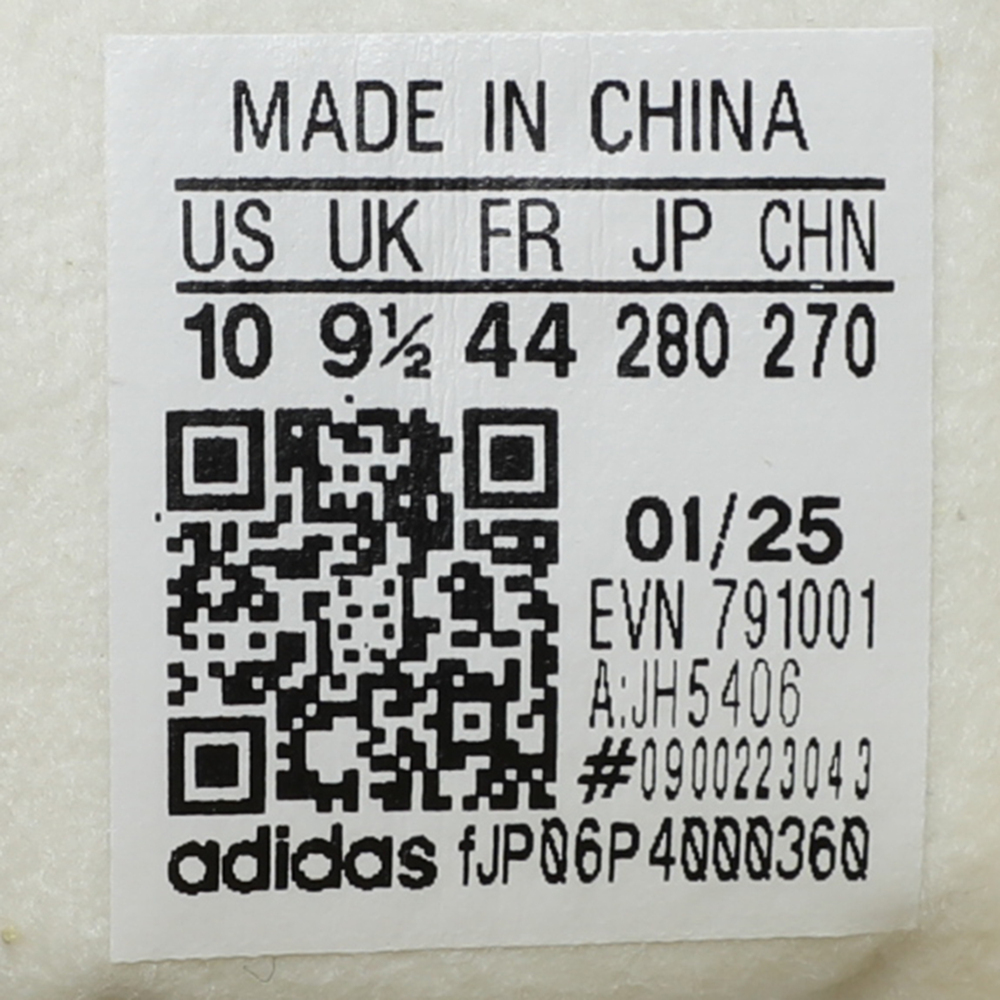 MADE IN CHINA
US UK FR JP CHN
10 9½ 44 280 270
01/25
EVN 791001
A:JH5406
#0900223043
adidas fJP06P4000360